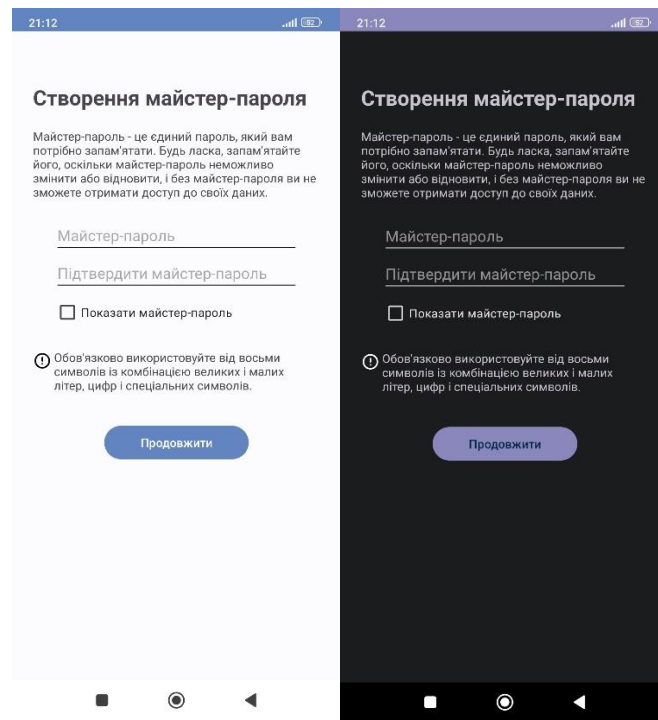 21:12
92
Створення майстер-пароля
Майстер-пароль - це єдиний пароль, який вам
потрібно запам'ятати. Будь ласка, запам'ятайте
його, оскільки майстер-пароль неможливо
змінити або відновити, і без майстер-пароля ви не
зможете отримати доступ до своїх даних.
Майстер-пароль
Підтвердити майстер-пароль
Показати майстер-пароль
Обов'язково використовуйте від восьми
символів із комбінацією великих і малих
літер, цифр і спеціальних символів.
Продовжити
21:12
92
Створення майстер-пароля
Майстер-пароль - це єдиний пароль, який вам
потрібно запам'ятати. Будь ласка, запам'ятайте
його, оскільки майстер-пароль неможливо
змінити або відновити, і без майстер-пароля ви не
зможете отримати доступ до своїх даних.
Майстер-пароль
Підтвердити майстер-пароль
Показати майстер-пароль
Обов'язково використовуйте від восьми
символів із комбінацією великих і малих
літер, цифр і спеціальних символів.
Продовжити